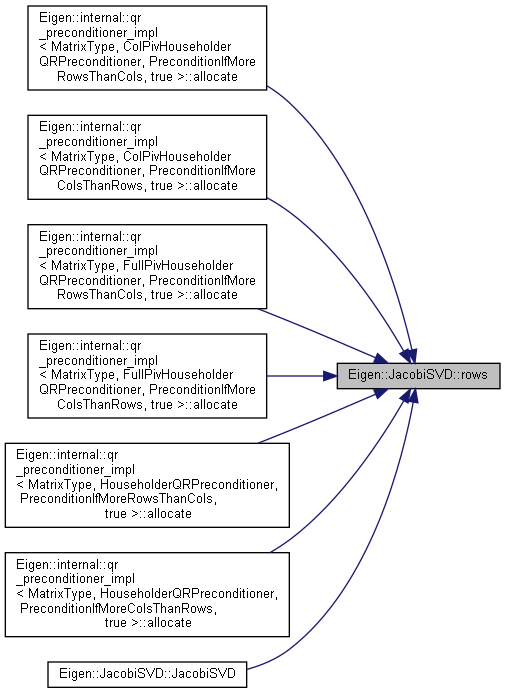 Eigen::internal::qr
_preconditioner_impl
< MatrixType, ColPivHouseholder
QRPreconditioner, PreconditionIfMore
RowsThanCols, true >::allocate
Eigen::internal::qr
_preconditioner_impl
< MatrixType, ColPivHouseholder
QRPreconditioner, PreconditionIfMore
ColsThanRows, true >::allocate
Eigen::internal::qr
_preconditioner_impl
< MatrixType, FullPivHouseholder
QRPreconditioner, PreconditionIfMore
RowsThanCols, true >::allocate
Eigen::internal::qr
_preconditioner_impl
< MatrixType, FullPivHouseholder
QRPreconditioner, PreconditionIfMore
ColsThanRows, true >::allocate
Eigen::JacobiSVD::rows
Eigen::internal::qr
_preconditioner_impl
< MatrixType, HouseholderQRPreconditioner,
PreconditionIfMoreRowsThanCols,
true >::allocate
Eigen::internal::qr
_preconditioner_impl
< MatrixType, HouseholderQRPreconditioner,
PreconditionIfMoreColsThanRows,
true >::allocate
Eigen::JacobiSVD::JacobiSVD